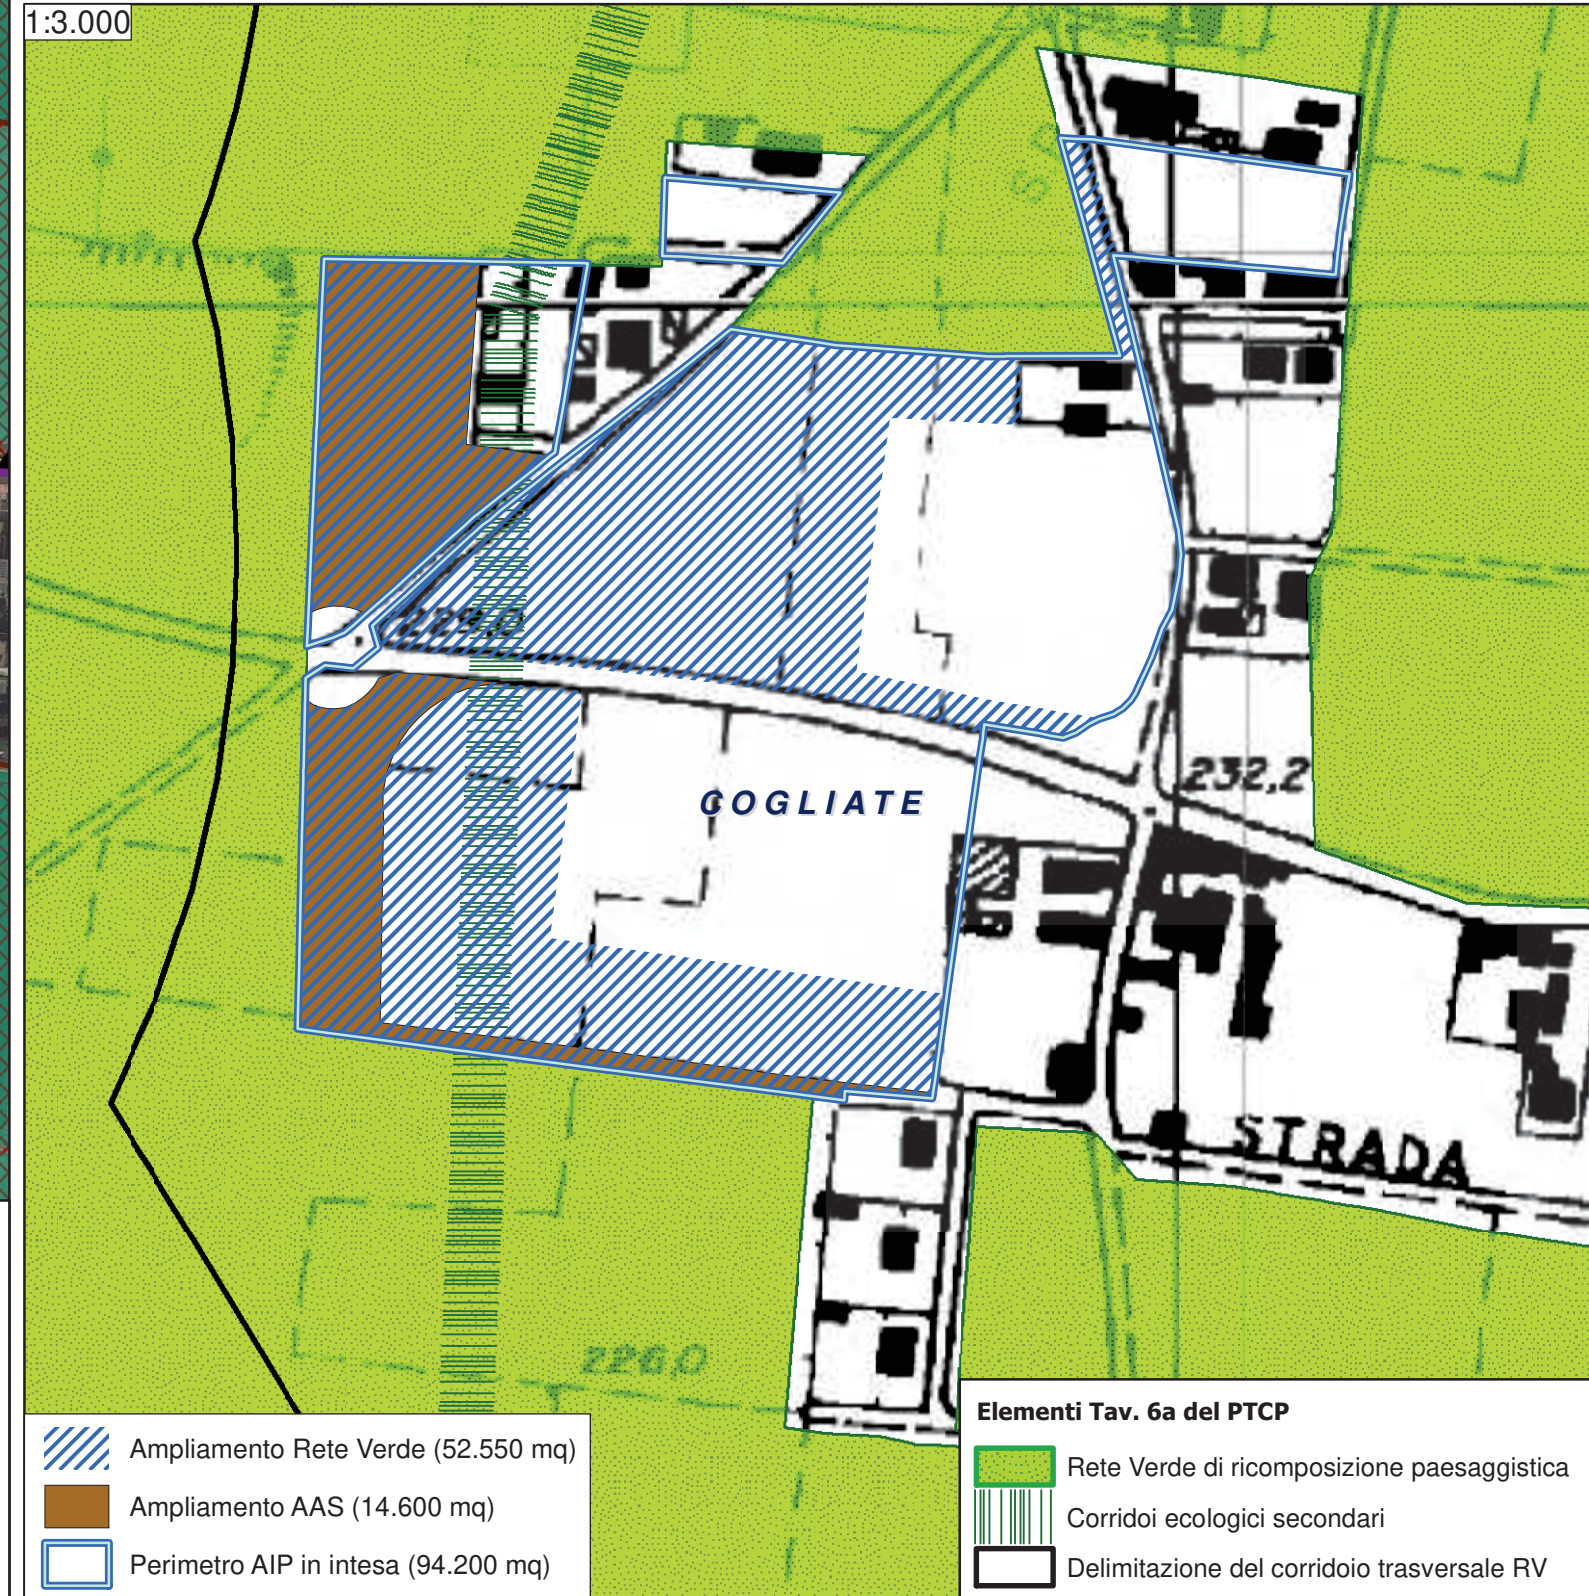 1:3.000
229,0
COGLIATE
232,2
STRADA
226,0
Ampliamento Rete Verde (52.550 mq)
Ampliamento AAS (14.600 mq)
Perimetro AIP in intesa (94.200 mq)
Elementi Tav. 6a del PTCP
Rete Verde di ricomposizione paesaggistica
Corridoi ecologici secondari
Delimitazione del corridoio trasversale RV